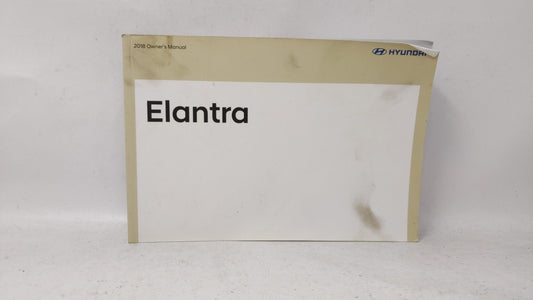 2018 Owner's Manual
HYUNDAI
Elantra